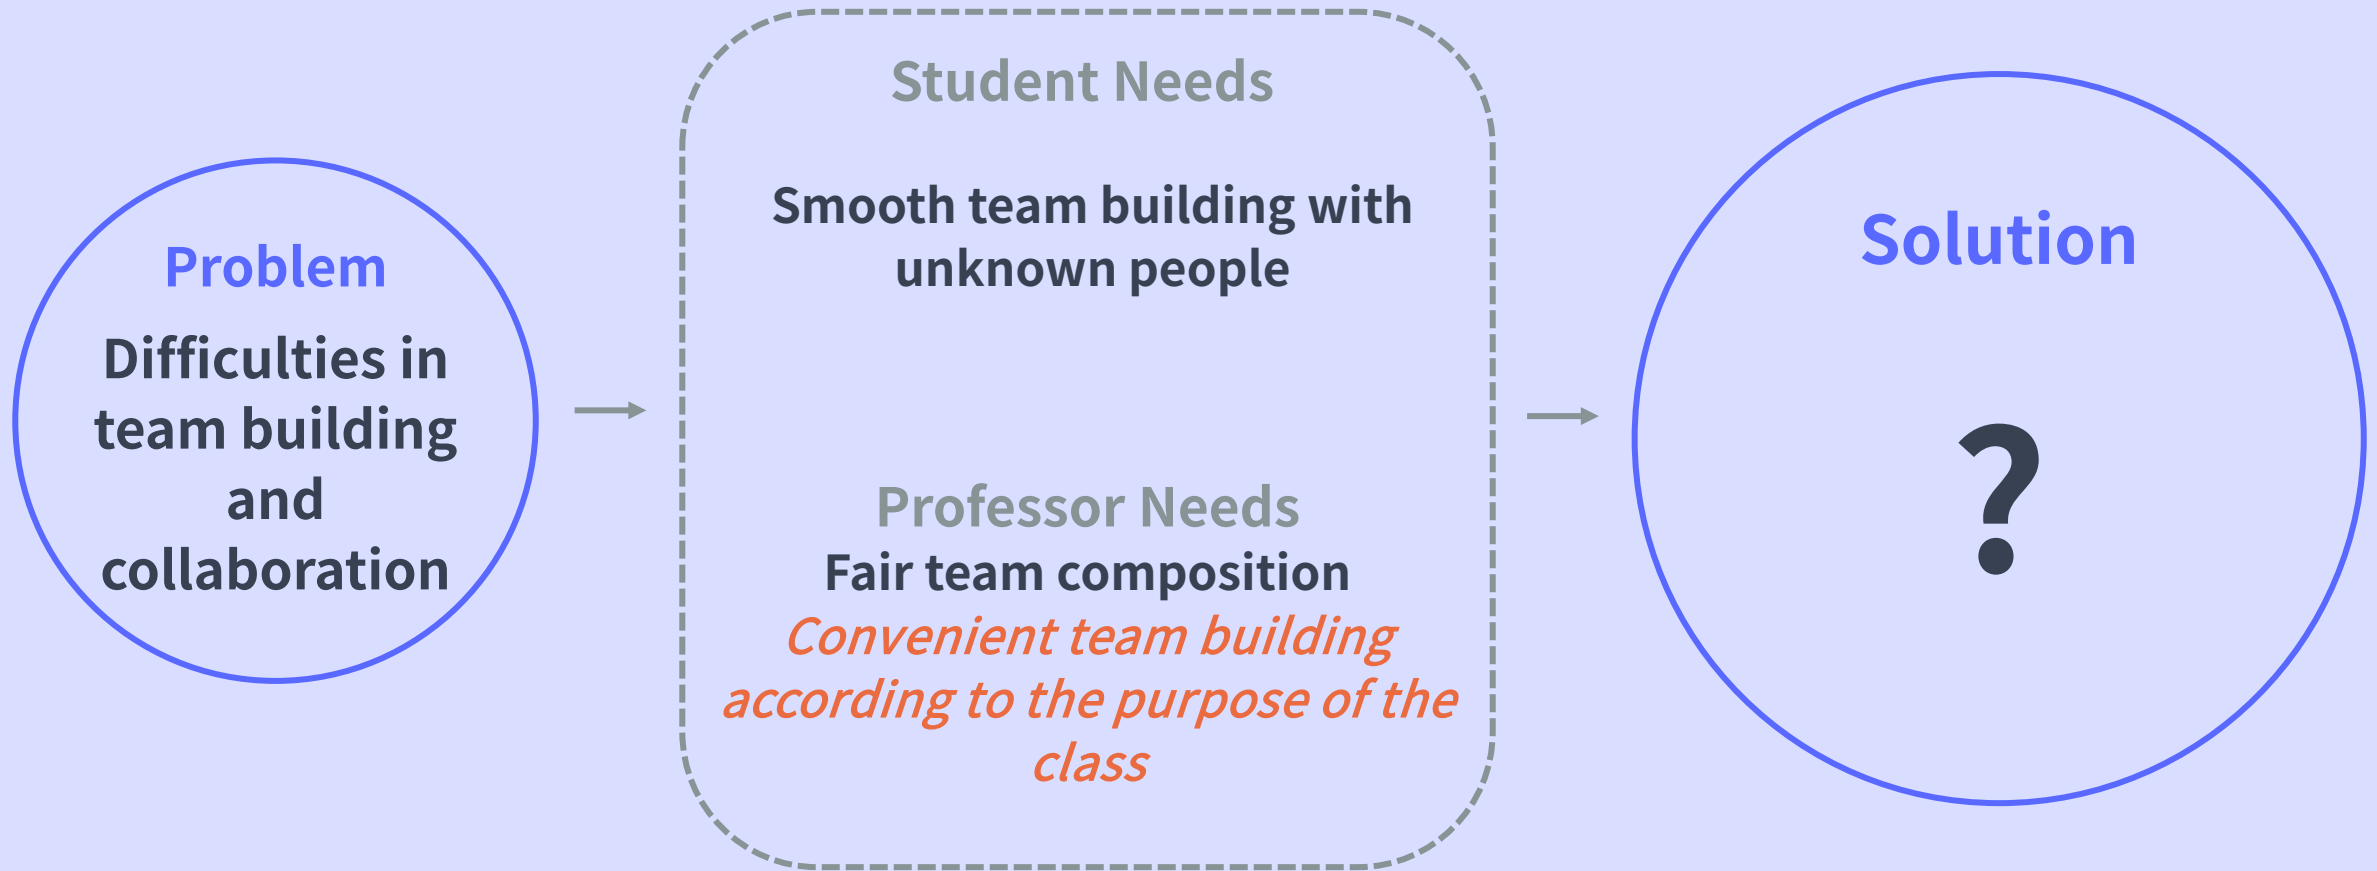 Problem
Difficulties in
team building
and
collaboration
Student Needs
Smooth team building with
unknown people
Professor Needs
Fair team composition
Convenient team building
according to the purpose of the
class
Solution
?